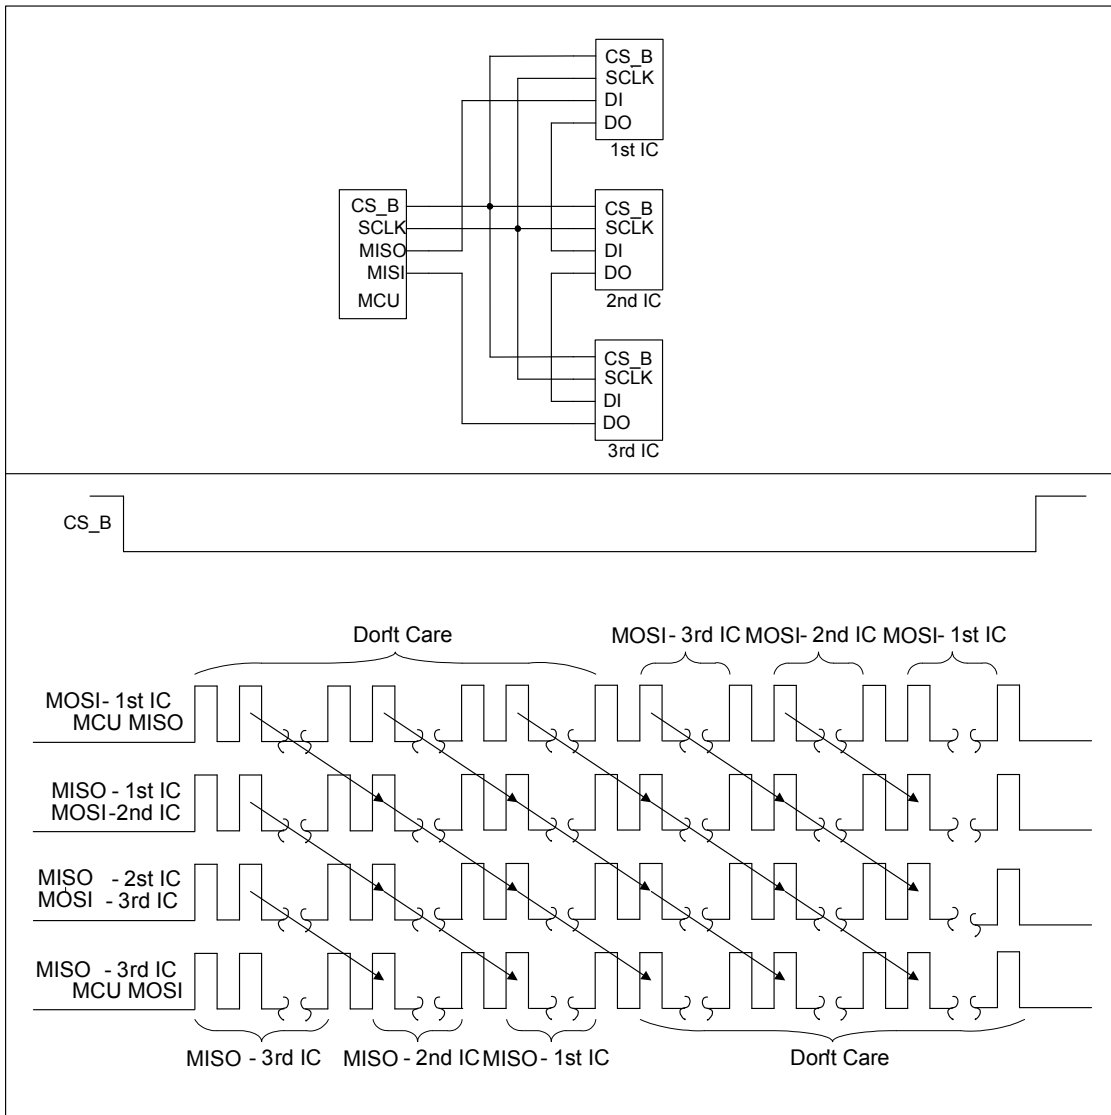 CS_B
SCLK
DI
DO
1st IC
CS_B
SCLK
MISO
MISI
MCU
CS_B
SCLK
DI
DO
2nd IC
CS_B
SCLK
DI
DO
3rd IC
CS_B
Don't Care
MOSI- 3rd IC
MOSI- 2nd IC
MOSI- 1st IC
MOSI- 1st IC
MCU MISO
MISO - 1st IC
MOSI-2nd IC
MISO - 2st IC
MOSI - 3rd IC
MISO - 3rd IC
MCU MOSI
MISO - 3rd IC
MISO - 2nd IC
MISO - 1st IC
Don't Care